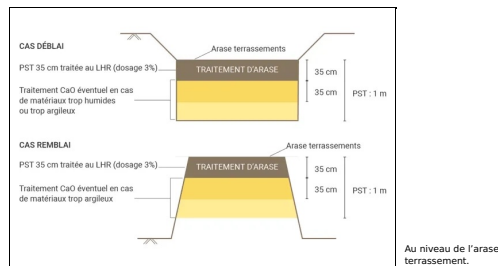 CAS DÉBLAI
Arase terrassements
PST 35 cm traitée au LHR (dosage 3%)
TRAITEMENT D'ARASE
35 cm
Traitement CaO éventuel en cas
de matériaux trop humides
ou trop argileux
35 cm
PST : 1 m
CAS REMBLAI
Arase terrassements
PST 35 cm traitée au LHR (dosage 3%)
TRAITEMENT D'ARASE
35 cm
Traitement CaO éventuel en cas
de matériaux trop argileux
35 cm
PST : 1 m
Au niveau de l'arase
terrassement.